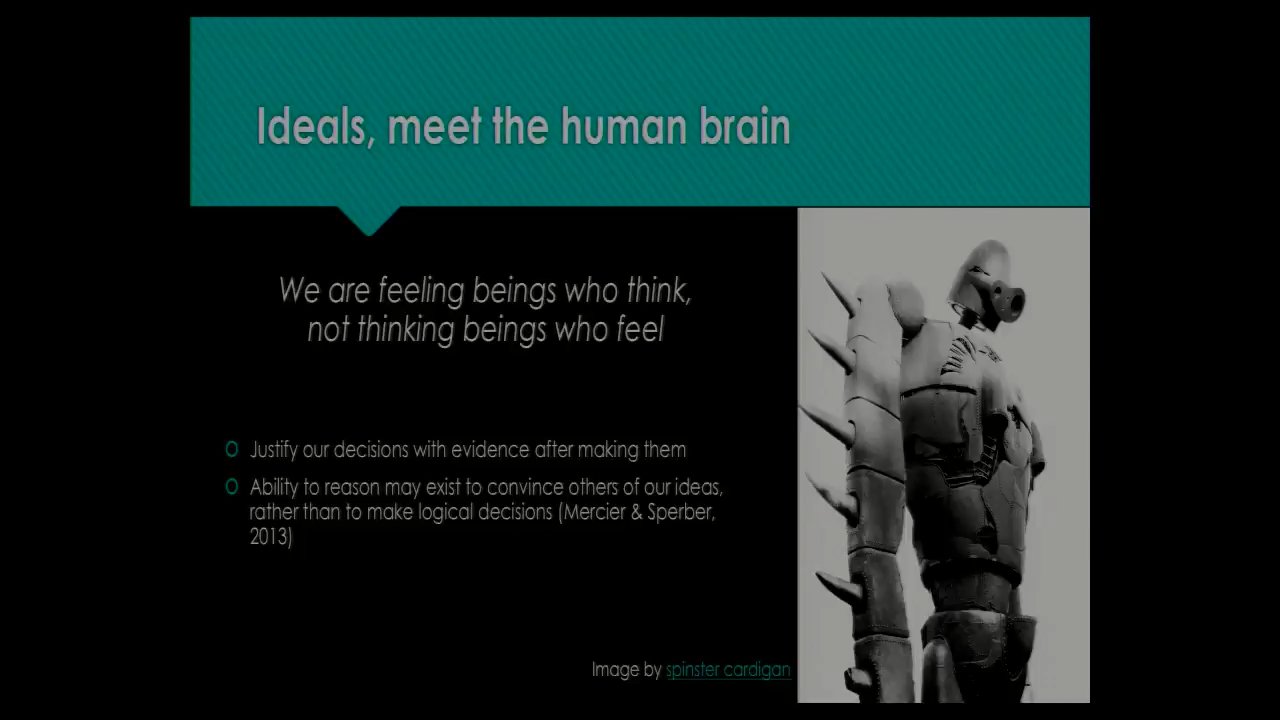 Ideals, meet the human brain
We are feeling beings who think,
not thinking beings who feel
Justify our decisions with evidence after making them
Ability to reason may exist to convince others of our ideas,
rather than to make logical decisions (Mercier & Sperber,
2013)
Image by spinster cardigan